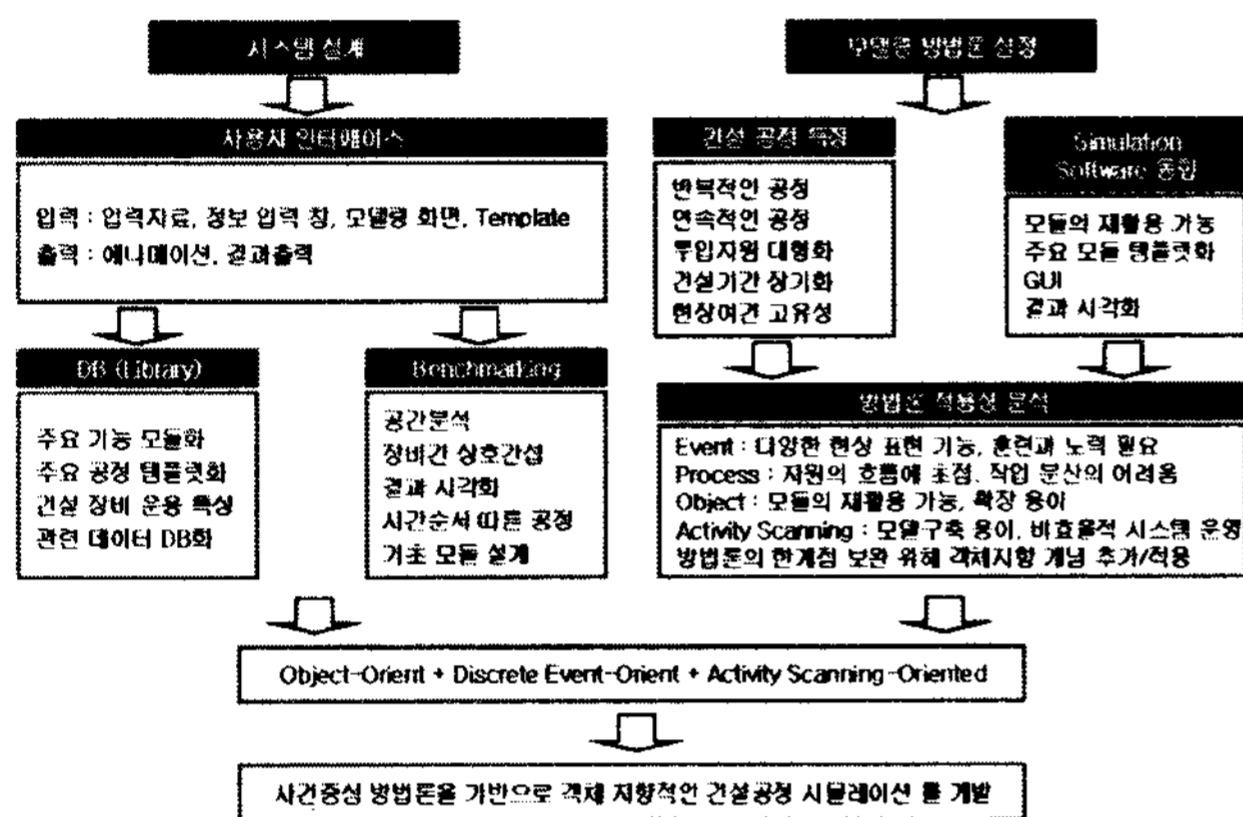 시스템 설계
사용자 인터페이스
입력 : 입력자료, 정보 입력 창, 모델링 화면, Template
출력 : 애니메이션, 결과출력
DB (Library)
주요 기능 모듈화
주요 공정 템플릿화
건설 장비 운용 특성
관련 데이터 DB화
Benchmarking
공간분석
장비간 상호간섭
결과 시각화
시간순서 따른 공정
기초 모듈 설계
모델링 방법론 설정
건설 공정 특징
반복적인 공정
연속적인 공정
투입자원 대형화
건설기간 장기화
현장여건 고유성
Simulation
Software 동향
모듈의 재활용 가능
주요 모듈 템플릿화
GUI
결과 시각화
방법론 적용성 분석
Event : 다양한 현상 표현 가능, 훈련과 노력 필요
Process : 자원의 흐름에 초점, 작업 분산의 어려움
Object : 모듈의 재활용 가능, 확장 용이
Activity Scanning : 모델구축 용이, 비효율적 시스템 운영
방법론의 한계점 보완 위해 객체지향 개념 추가/적용
Object-Orient + Discrete Event-Orient + Activity Scanning-Oriented
사건중심 방법론을 기반으로 객체 지향적인 건설공정 시뮬레이션 툴 개발